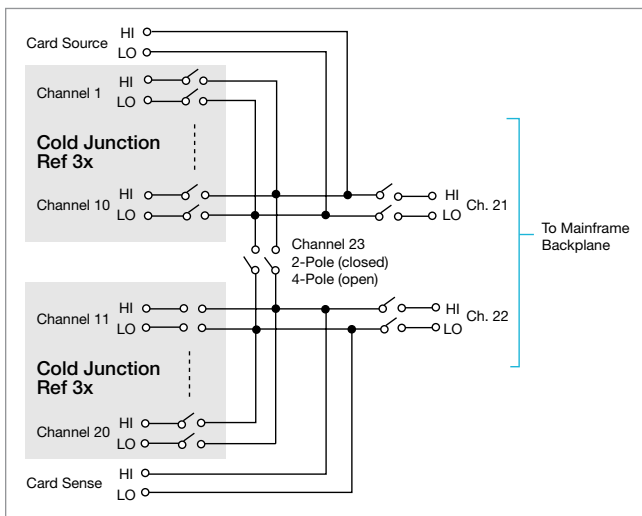 Card Source
HI
LO
Channel 1
HI
LO
Cold Junction
Ref 3x
Channel 10
HI
LO
HI
LO
Ch. 21
To Mainframe
Backplane
Channel 23
2-Pole (closed)
4-Pole (open)
Channel 11
HI
LO
HI
LO
Ch. 22
Cold Junction
Ref 3x
Channel 20
HI
LO
Card Sense
HI
LO